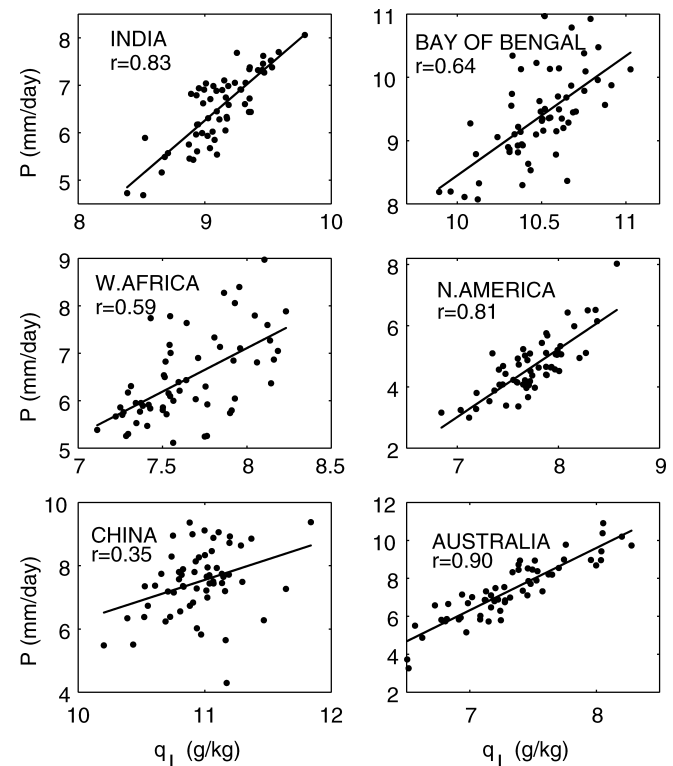 INDIA
r=0.83
P (mm/day)
8
7
6
5
8
9
10
BAY OF BENGAL
r=0.64
11
10
9
8
10
10.5
11
W.AFRICA
r=0.59
P (mm/day)
9
8
7
6
5
7
7.5
8
8.5
N.AMERICA
r=0.81
8
6
4
2
7
8
9
CHINA
r=0.35
P (mm/day)
10
8
6
4
10
11
12
q_L (g/kg)
AUSTRALIA
r=0.90
12
10
8
6
4
2
7
8
q_L (g/kg)